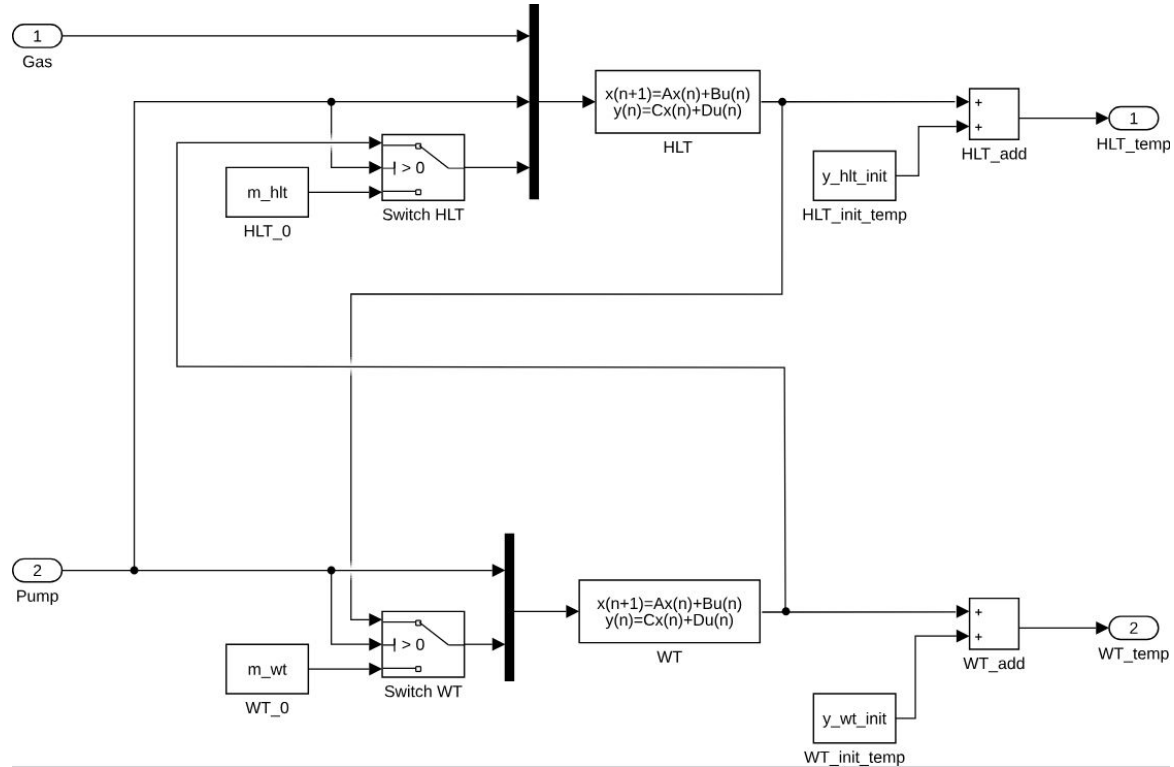 1
Gas
x(n+1)=Ax(n)+Bu(n)
y(n)=Cx(n)+Du(n)
HLT
+
+
HLT_add
1
HLT_temp
> 0
Switch HLT
m_hlt
HLT_0
y_hlt_init
HLT_init_temp
2
Pump
x(n+1)=Ax(n)+Bu(n)
y(n)=Cx(n)+Du(n)
WT
+
+
WT_add
2
WT_temp
> 0
Switch WT
m_wt
WT_0
y_wt_init
WT_init_temp